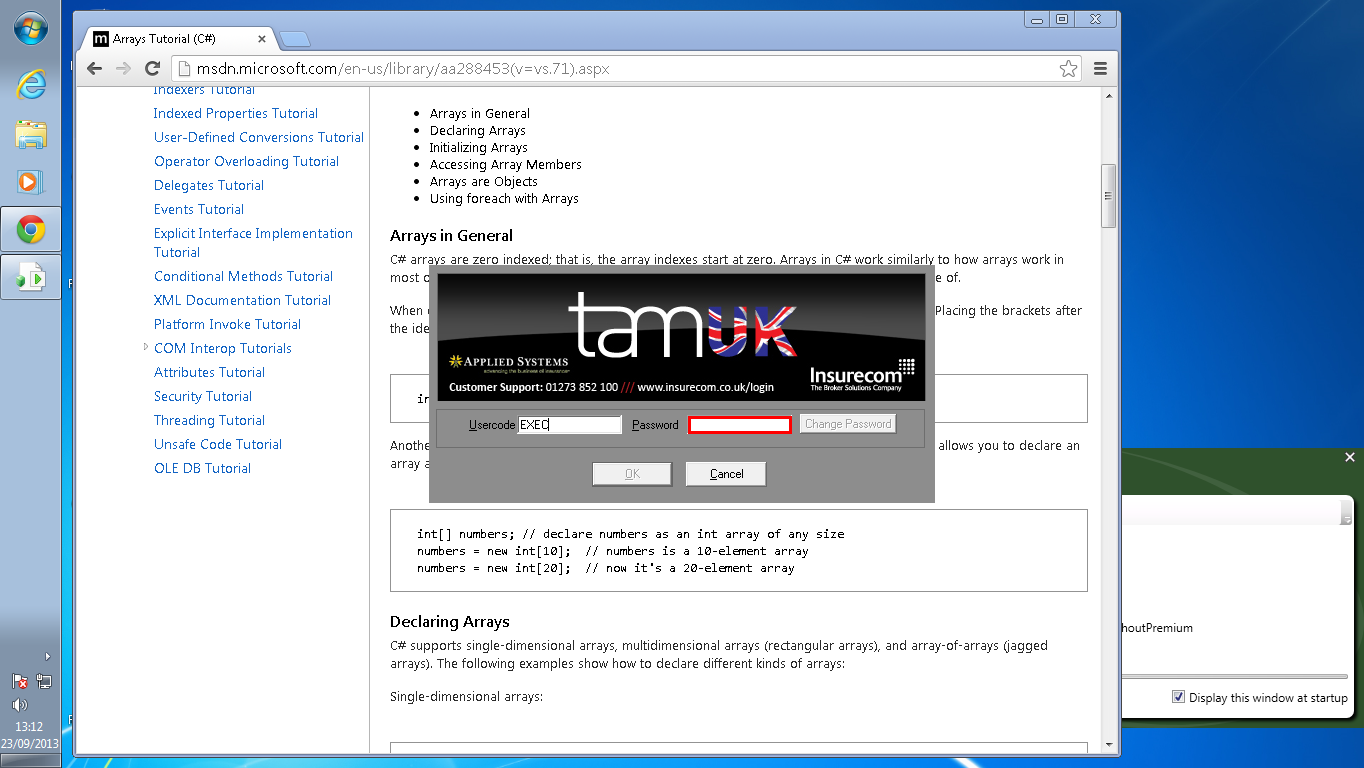 Arrays Tutorial (C#)
msdn.microsoft.com/en-us/library/aa288453(v=vs.71).aspx
Indexers Tutorial
Indexed Properties Tutorial
User-Defined Conversions Tutorial
Operator Overloading Tutorial
Delegates Tutorial
Events Tutorial
Explicit Interface Implementation
Tutorial
Conditional Methods Tutorial
XML Documentation Tutorial
Platform Invoke Tutorial
COM Interop Tutorials
Attributes Tutorial
Security Tutorial
Threading Tutorial
Unsafe Code Tutorial
OLE DB Tutorial
Arrays in General
Declaring Arrays
Initializing Arrays
Accessing Array Members
Arrays are Objects
Using foreach with Arrays
Arrays in General
C# arrays are zero indexed; that is, the array indexes start at zero. Arrays in C# work similarly to how arrays work in
most of.
When Placing the brackets after
the
tamUK
APPLIED SYSTEMS
advancing the business of insurance
Insurecom
The Broker Solutions Company
Customer Support: 01273 852 100 /// www.insurecom.co.uk/login
Usercode EXEC Password Change Password
OK Cancel
allows you to declare an
array
int[] numbers; // declare numbers as an int array of any size
numbers = new int[10];  // numbers is a 10-element array
numbers = new int[20];  // now it's a 20-element array
Declaring Arrays
C# supports single-dimensional arrays, multidimensional arrays (rectangular arrays), and array-of-arrays (jagged
arrays). The following examples show how to declare different kinds of arrays:
Single-dimensional arrays:
houtPremium
Display this window at startup
13:12
23/09/2013